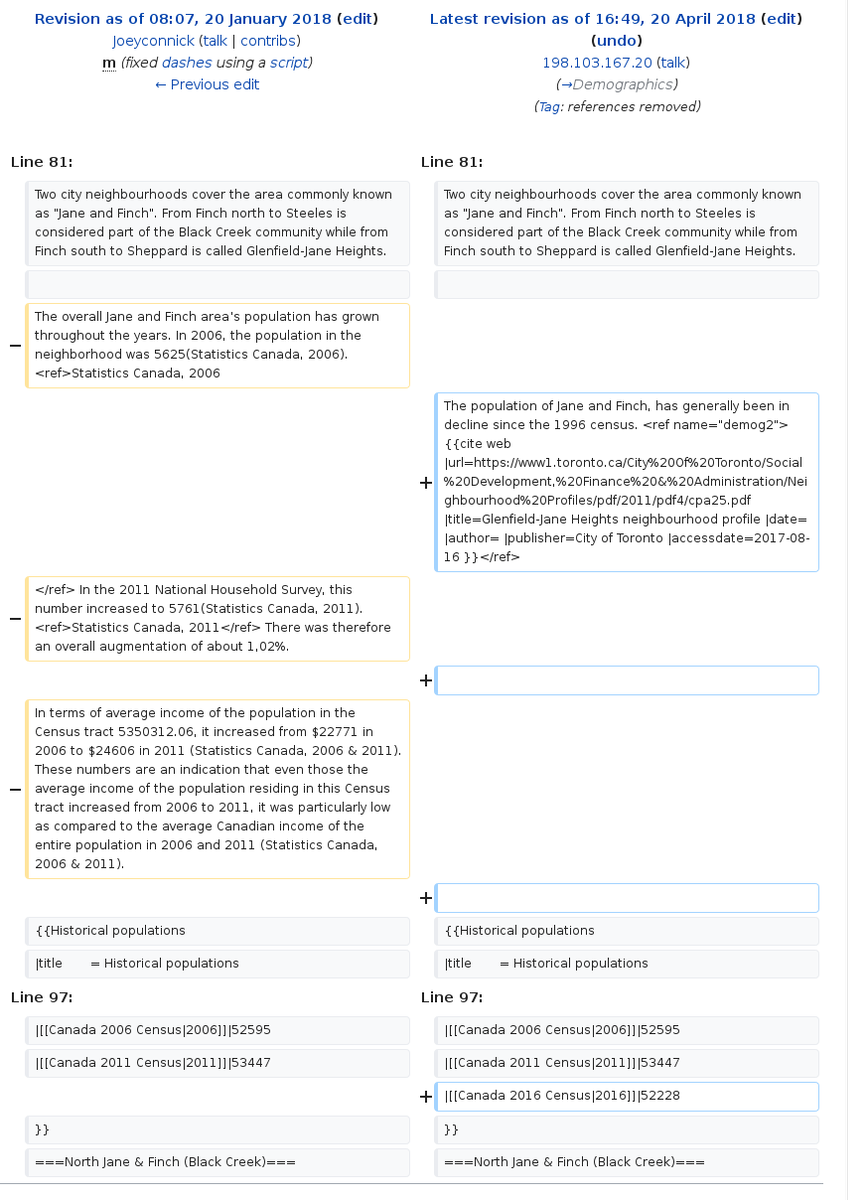 Revision as of 08:07, 20 January 2018 (edit)
Joeyconnick (talk | contribs)
m (fixed dashes using a script)
← Previous edit
Latest revision as of 16:49, 20 April 2018 (edit)
(undo)
198.103.167.20 (talk)
(→Demographics)
(Tag: references removed)
Line 81:
Line 81:
Two city neighbourhoods cover the area commonly known
as "Jane and Finch". From Finch north to Steeles is
considered part of the Black Creek community while from
Finch south to Sheppard is called Glenfield-Jane Heights.
Two city neighbourhoods cover the area commonly known
as "Jane and Finch". From Finch north to Steeles is
considered part of the Black Creek community while from
Finch south to Sheppard is called Glenfield-Jane Heights.
−
The overall Jane and Finch area's population has grown
throughout the years. In 2006, the population in the
neighborhood was 5625(Statistics Canada, 2006).
<ref>Statistics Canada, 2006
+
The population of Jane and Finch, has generally been in
decline since the 1996 census. <ref name="demog2">
{{cite web
|url=https://www1.toronto.ca/City%20Of%20Toronto/Social
%20Development,%20Finance%20&%20Administration/Nei
ghbourhood%20Profiles/pdf/2011/pdf4/cpa25.pdf
|title=Glenfield-Jane Heights neighbourhood profile |date=
|author= |publisher=City of Toronto |accessdate=2017-08-
16 }}</ref>
−
</ref> In the 2011 National Household Survey, this
number increased to 5761(Statistics Canada, 2011).
<ref>Statistics Canada, 2011</ref> There was therefore
an overall augmentation of about 1,02%.
+
−
In terms of average income of the population in the
Census tract 5350312.06, it increased from $22771 in
2006 to $24606 in 2011 (Statistics Canada, 2006 & 2011).
These numbers are an indication that even those the
average income of the population residing in this Census
tract increased from 2006 to 2011, it was particularly low
as compared to the average Canadian income of the
entire population in 2006 and 2011 (Statistics Canada,
2006 & 2011).
+
{{Historical populations
{{Historical populations
|title = Historical populations
|title = Historical populations
Line 97:
Line 97:
|[[Canada 2006 Census|2006]]|52595
|[[Canada 2006 Census|2006]]|52595
|[[Canada 2011 Census|2011]]|53447
|[[Canada 2011 Census|2011]]|53447
+
|[[Canada 2016 Census|2016]]|52228
}}
}}
===North Jane & Finch (Black Creek)===
===North Jane & Finch (Black Creek)===